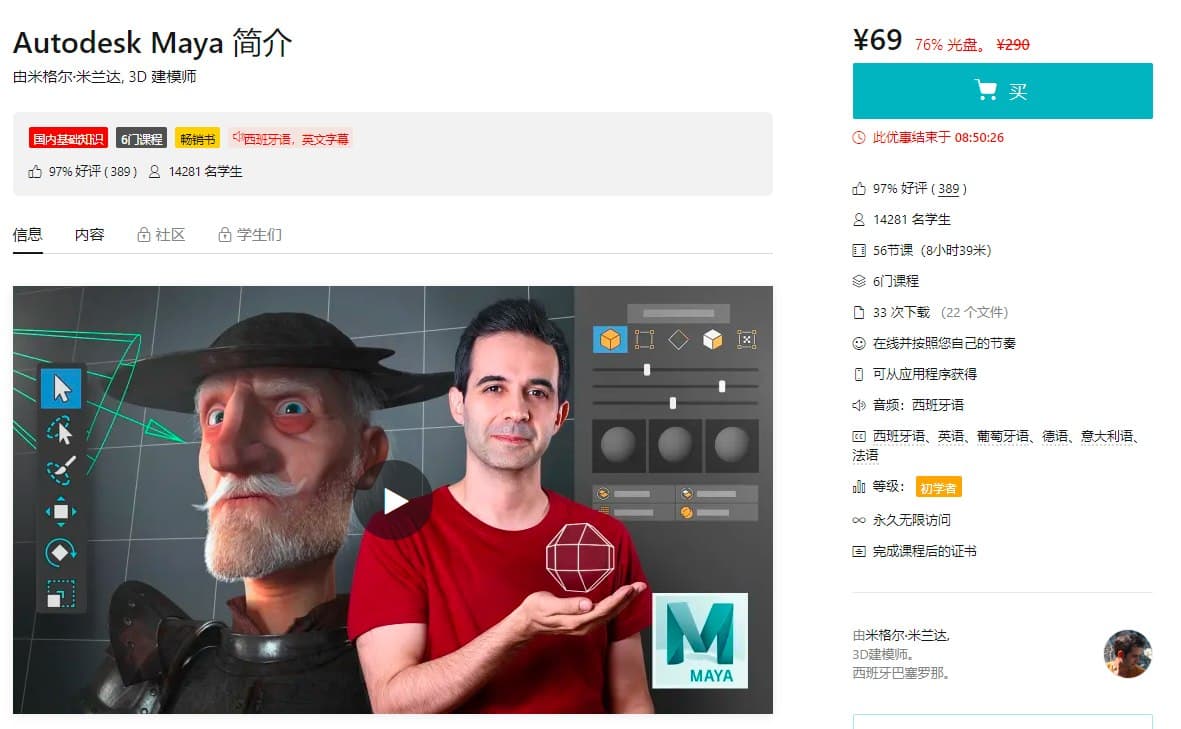 Autodesk Maya 简介
由米格尔·米兰达, 3D 建模师
国内基础知识 6门课程 畅销书 西班牙语，英文字幕
97% 好评 ( 389 ) 14281 名学生
信息 内容 社区 学生们
MAYA
¥69 76% 光盘。 ¥290
买
此优惠结束于 08:50:26
97% 好评 ( 389 )
14281 名学生
56节课（8小时39米）
6门课程
33 次下载 （22 个文件）
在线并按照您自己的节奏
可从应用程序获得
音频：西班牙语
西班牙语、英语、葡萄牙语、德语、意大利语、
法语
等级： 初学者
永久无限访问
完成课程后的证书
由米格尔·米兰达,
3D建模师。
西班牙巴塞罗那。